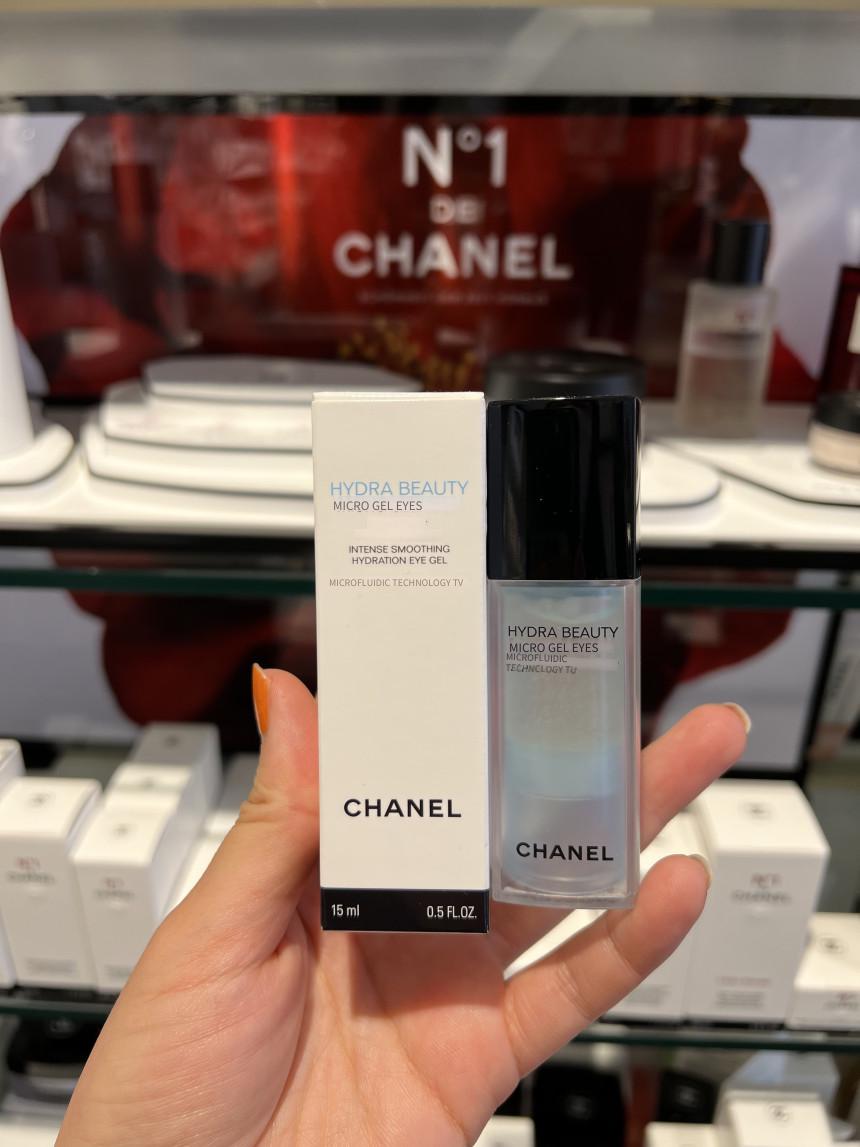 N°1
DE
CHANEL
HYDRA BEAUTY
MICRO GEL EYES
INTENSE SMOOTHING
HYDRATION EYE GEL
MICROFLUIDIC TECHNOLOGY TV
CHANEL
15 ml 0.5 FL.OZ.
HYDRA BEAUTY
MICRO GEL EYES
MICROFLUIDIC
TECHNOLOGY TU
CHANEL